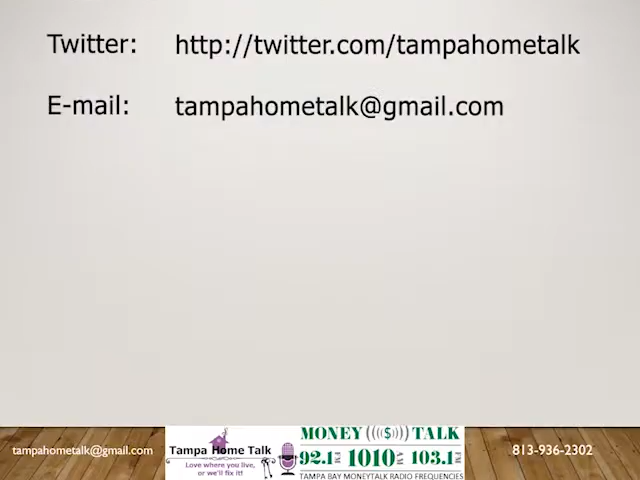 Twitter: http://twitter.com/tampahometalk
E-mail: tampahometalk@gmail.com
tampahometalk@gmail.com
Tampa Home Talk
Love where you live,
or we'll fix it!
MONEY ((($))) TALK
92.1 FM 1010 AM 103.1 FM
TAMPA BAY MONEYTALK RADIO FREQUENCIES
813-936-2302